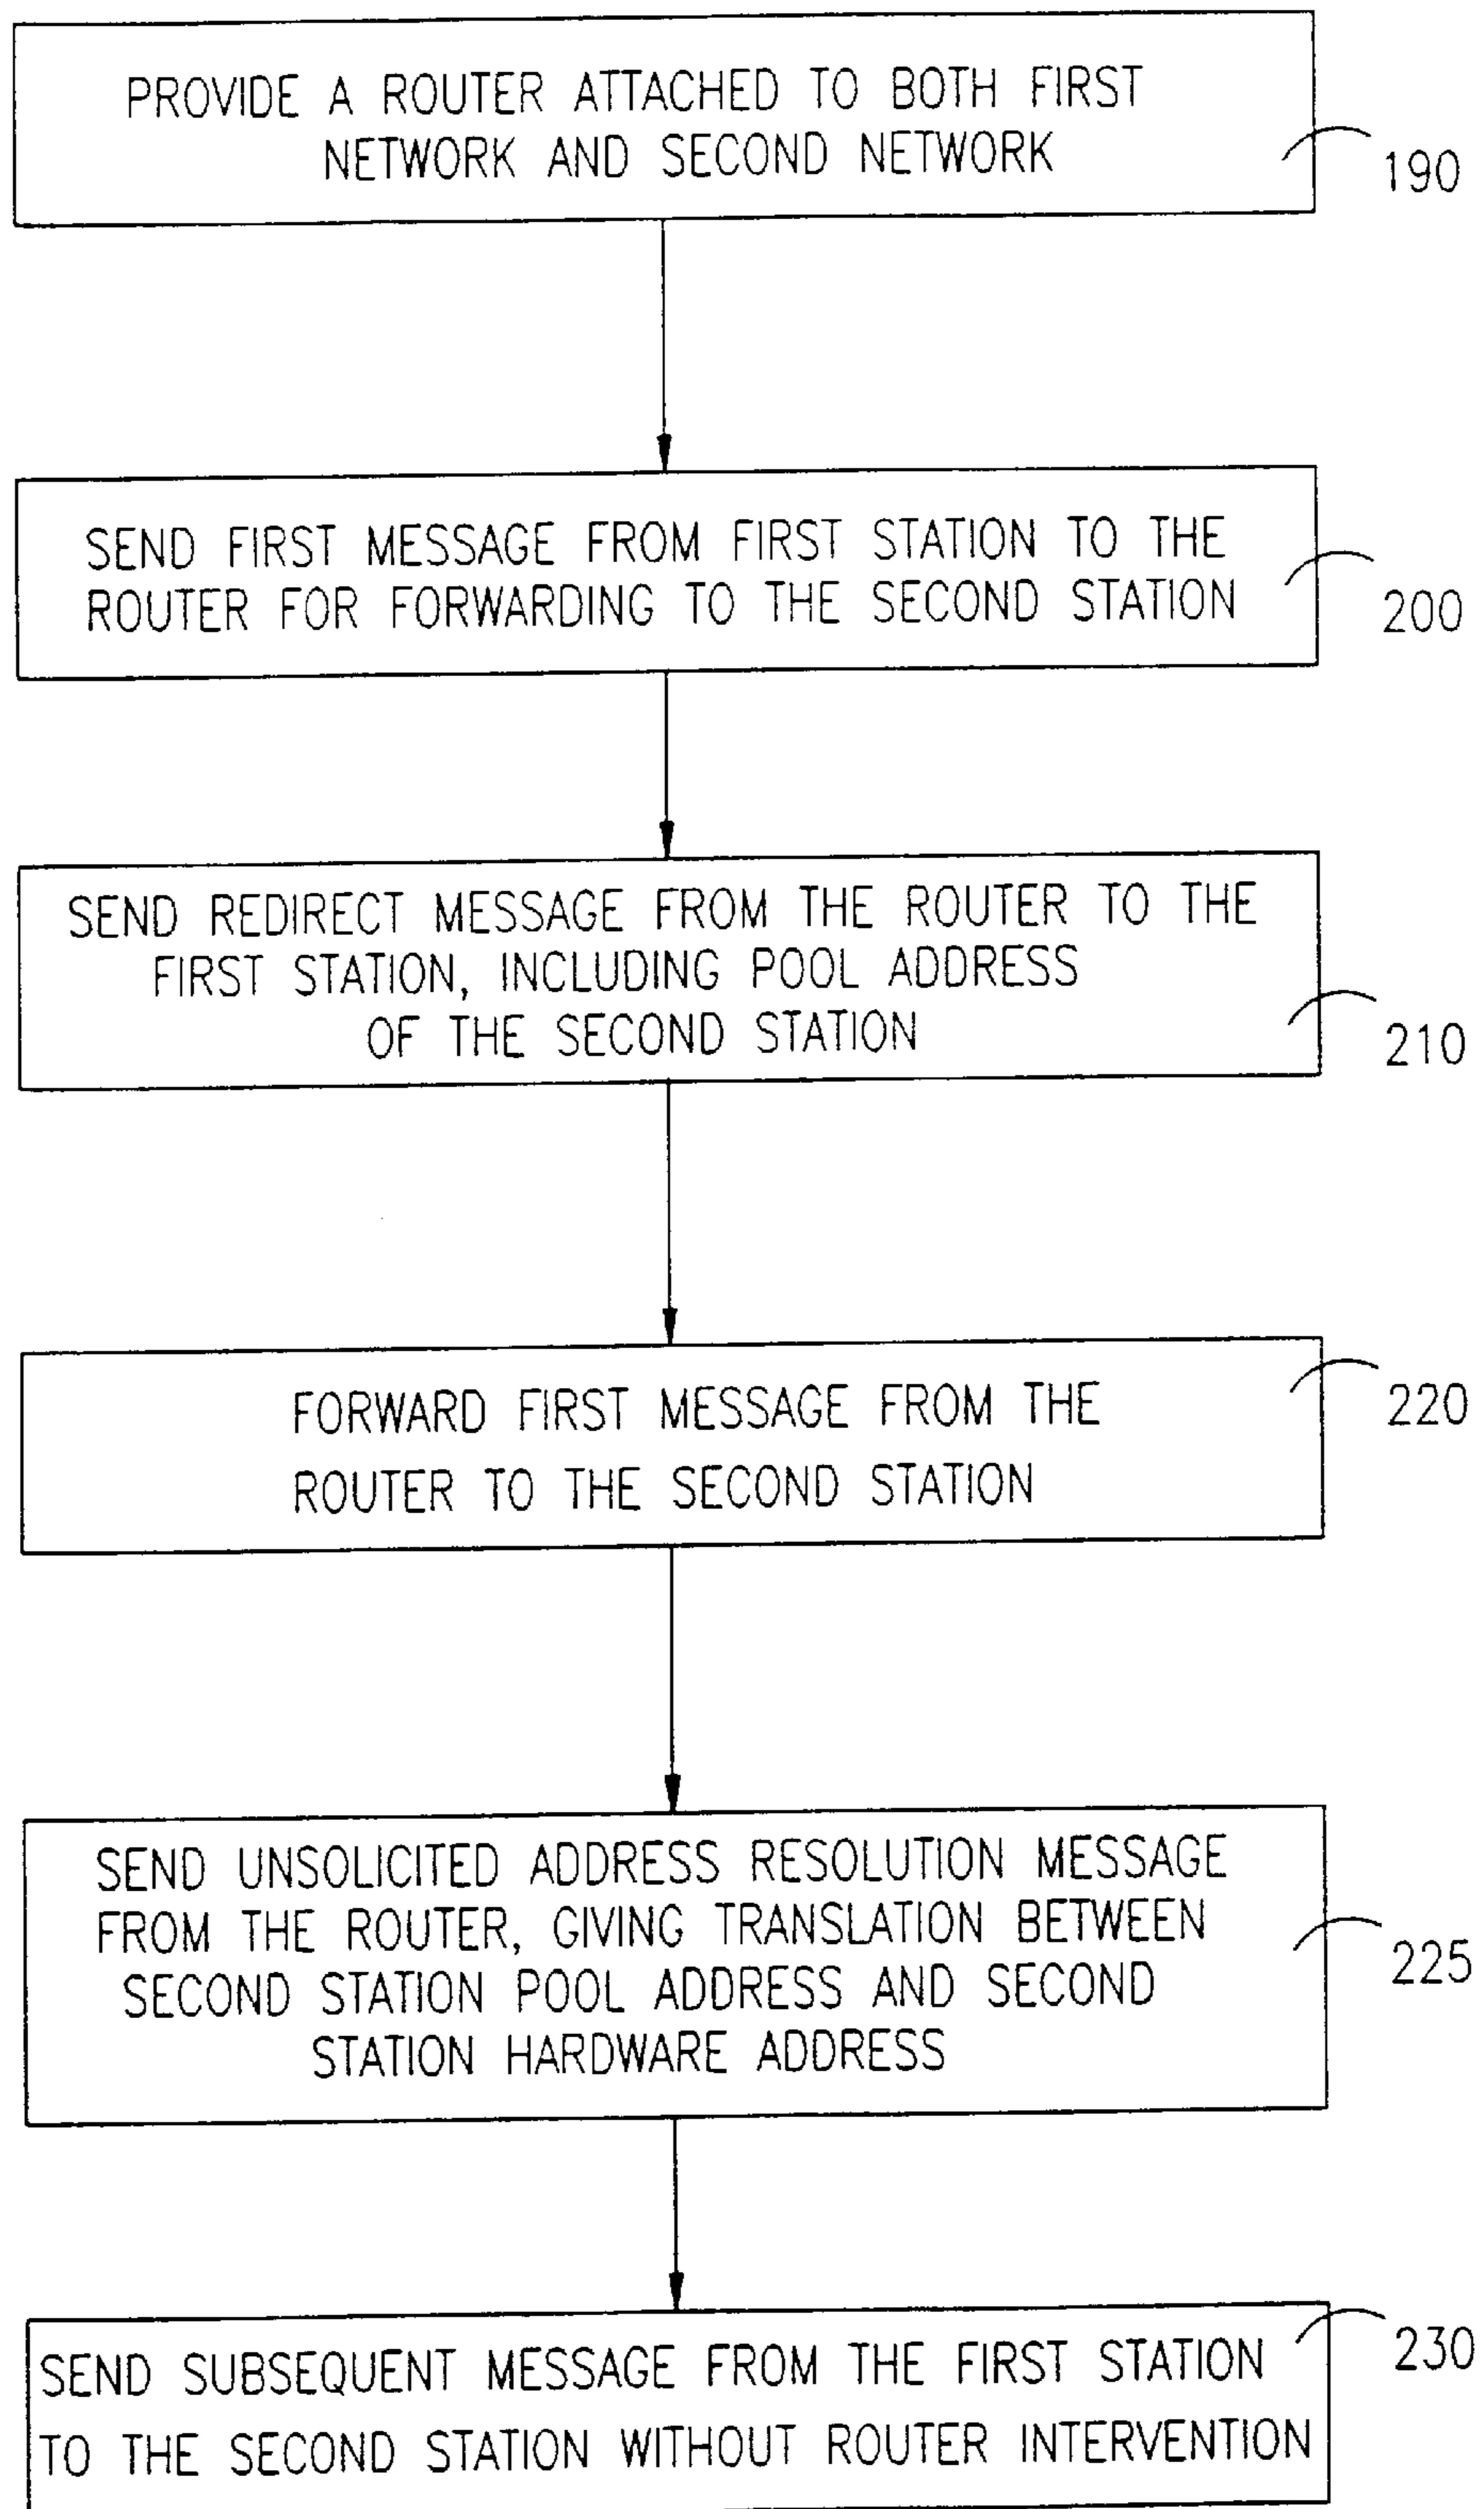 PROVIDE A ROUTER ATTACHED TO BOTH FIRST
NETWORK AND SECOND NETWORK
190
SEND FIRST MESSAGE FROM FIRST STATION TO THE
ROUTER FOR FORWARDING TO THE SECOND STATION
200
SEND REDIRECT MESSAGE FROM THE ROUTER TO THE
FIRST STATION, INCLUDING POOL ADDRESS
OF THE SECOND STATION
210
FORWARD FIRST MESSAGE FROM THE
ROUTER TO THE SECOND STATION
220
SEND UNSOLICITED ADDRESS RESOLUTION MESSAGE
FROM THE ROUTER, GIVING TRANSLATION BETWEEN
SECOND STATION POOL ADDRESS AND SECOND
STATION HARDWARE ADDRESS
225
SEND SUBSEQUENT MESSAGE FROM THE FIRST STATION
TO THE SECOND STATION WITHOUT ROUTER INTERVENTION
230